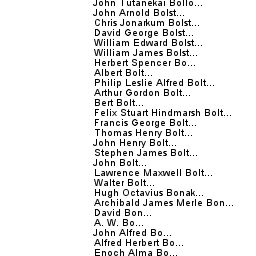 John Tutanekai Bollo...
John Arnold Bolst...
Chris Jonarkum Bolst...
David George Bolst...
William Edward Bolst...
William James Bolst...
Herbert Spencer Bo...
Albert Bolt...
Philip Leslie Alfred Bolt...
Arthur Gordon Bolt...
Bert Bolt...
Felix Stuart Hindmarsh Bolt...
Francis George Bolt...
Thomas Henry Bolt...
John Henry Bolt...
Stephen James Bolt...
John Bolt...
Lawrence Maxwell Bolt...
Walter Bolt...
Hugh Octavius Bonak...
Archibald James Merle Bon...
David Bon...
A. W. Bo...
John Alfred Bo...
Alfred Herbert Bo...
Enoch Alma Bo...